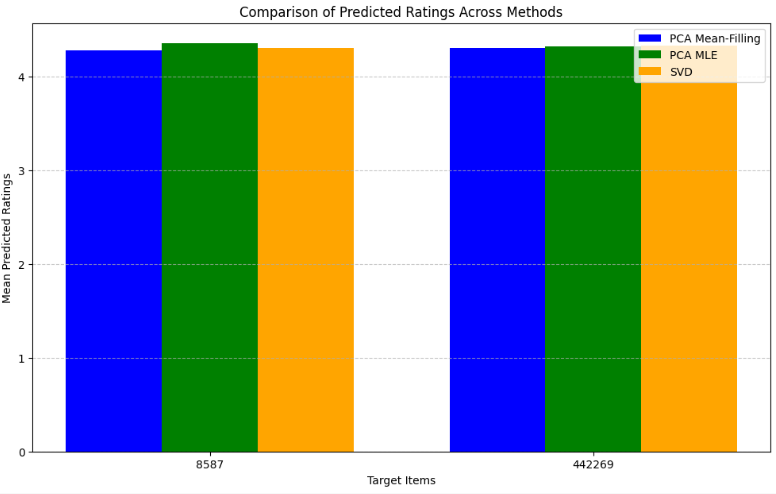 Comparison of Predicted Ratings Across Methods
PCA Mean-Filling
PCA MLE
SVD
Mean Predicted Ratings
4
3
2
1
0
8587
442269
Target Items